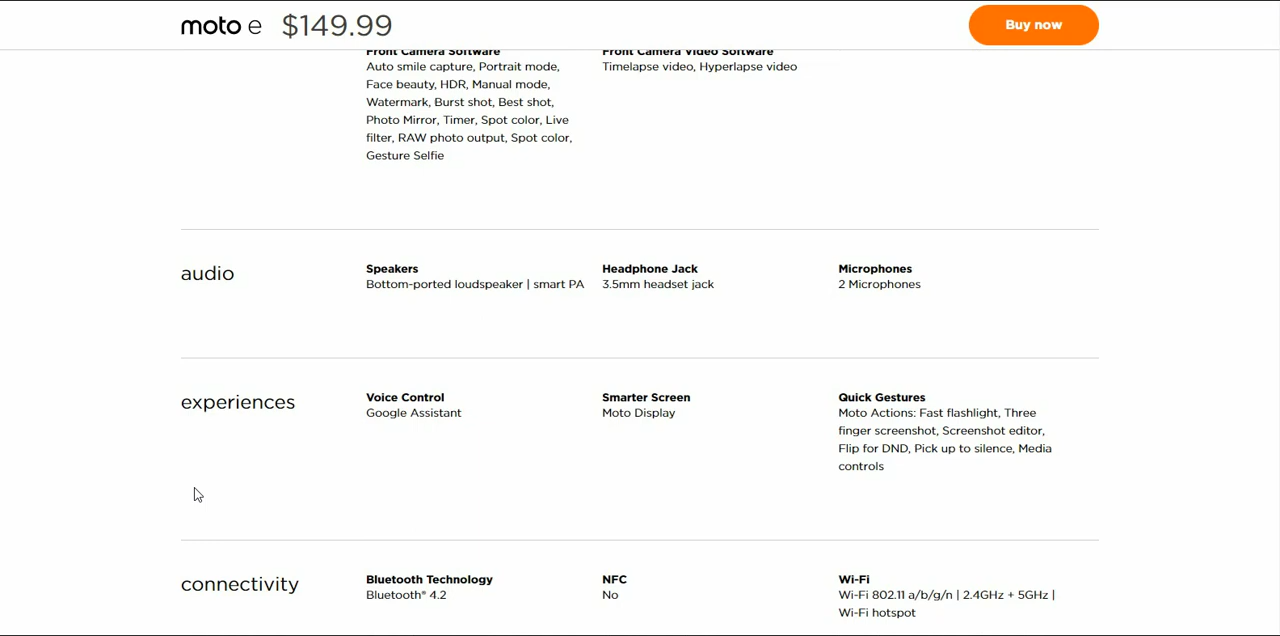 moto e $149.99
Buy now
Front Camera Software
Front Camera Video Software
Auto smile capture, Portrait mode,
Face beauty, HDR, Manual mode,
Watermark, Burst shot, Best shot,
Photo Mirror, Timer, Spot color, Live
filter, RAW photo output, Spot color,
Gesture Selfie
Timelapse video, Hyperlapse video
audio
Speakers
Bottom-ported loudspeaker | smart PA
Headphone Jack
3.5mm headset jack
Microphones
2 Microphones
experiences
Voice Control
Google Assistant
Smarter Screen
Moto Display
Quick Gestures
Moto Actions: Fast flashlight, Three
finger screenshot, Screenshot editor,
Flip for DND, Pick up to silence, Media
controls
connectivity
Bluetooth Technology
Bluetooth® 4.2
NFC
No
Wi-Fi
Wi-Fi 802.11 a/b/g/n | 2.4GHz + 5GHz |
Wi-Fi hotspot